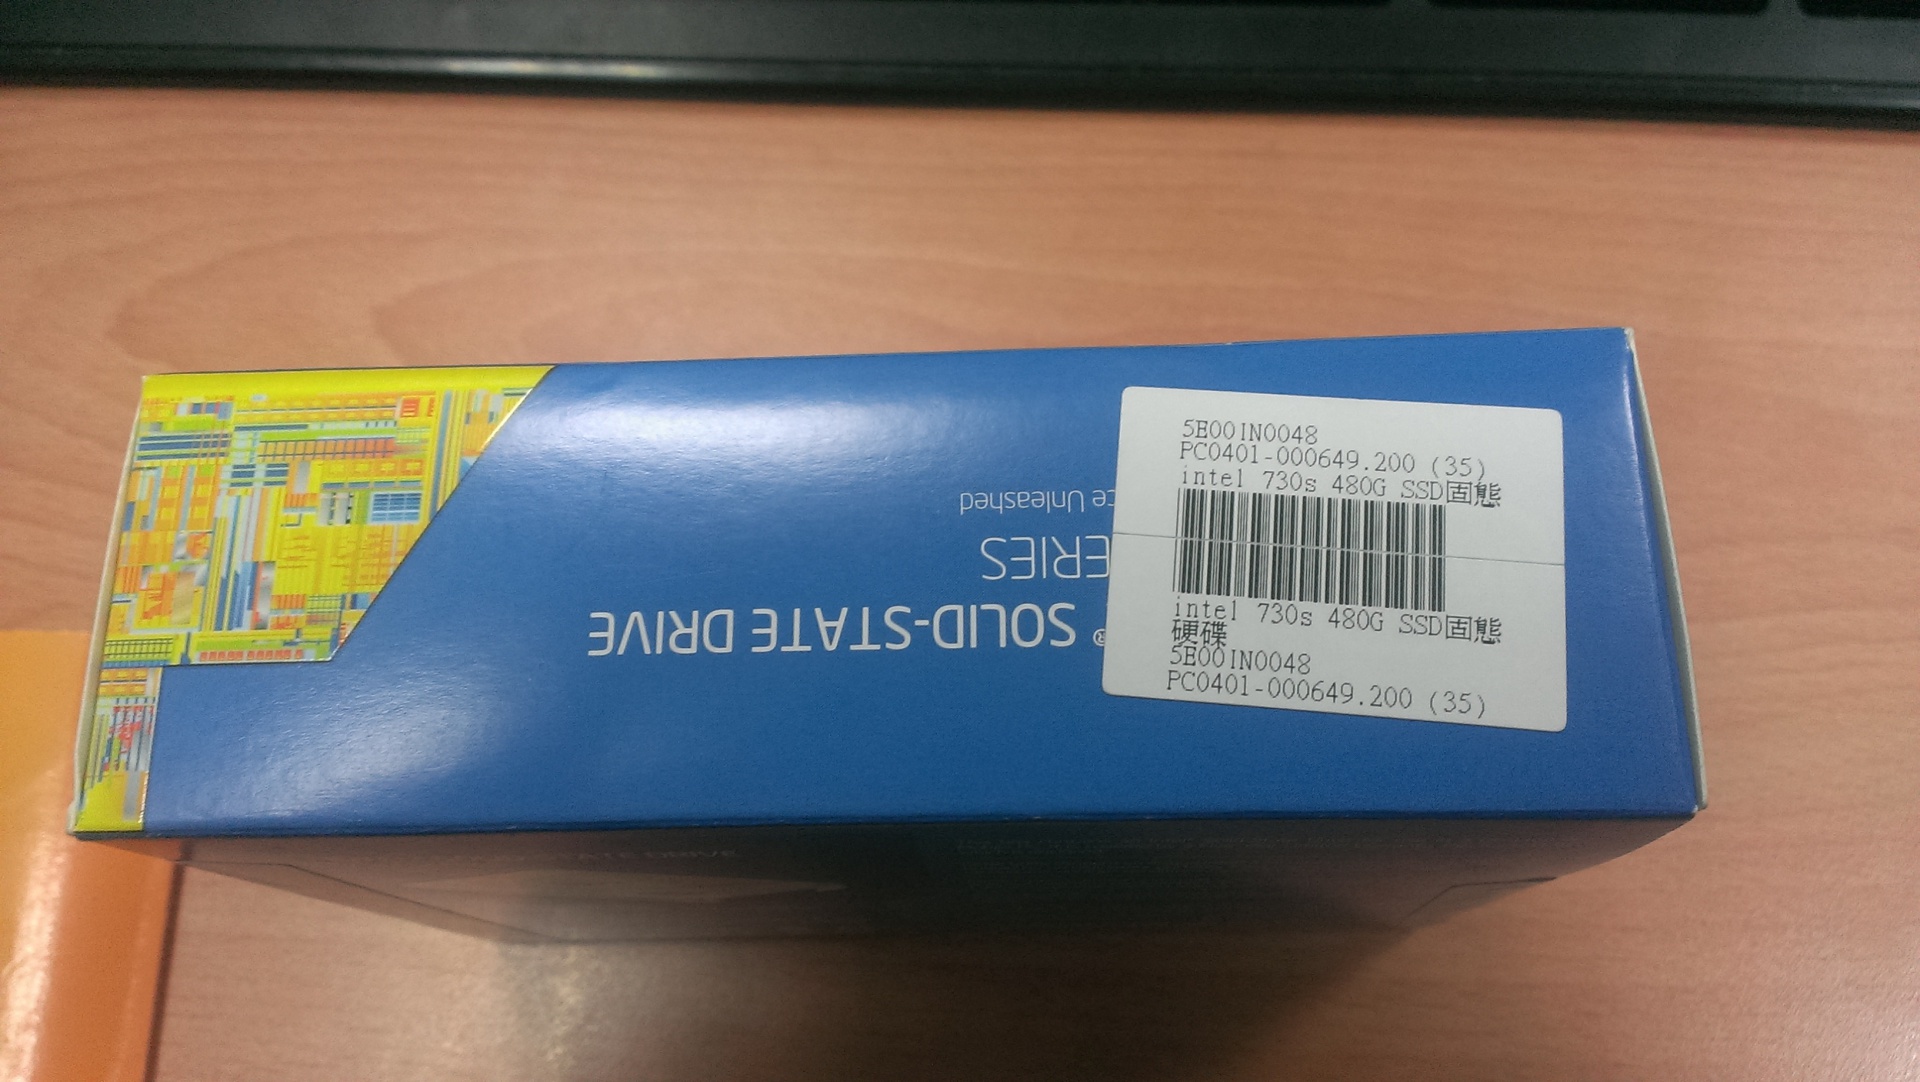 5E00IN0048
PC0401-000649.200 (35)
intel 730s 480G SSD固態
intel 730s 480G SSD固態
硬碟
5E00IN0048
PC0401-000649.200 (35)
® SOLID-STATE DRIVE
ERIES
ce Unleashed